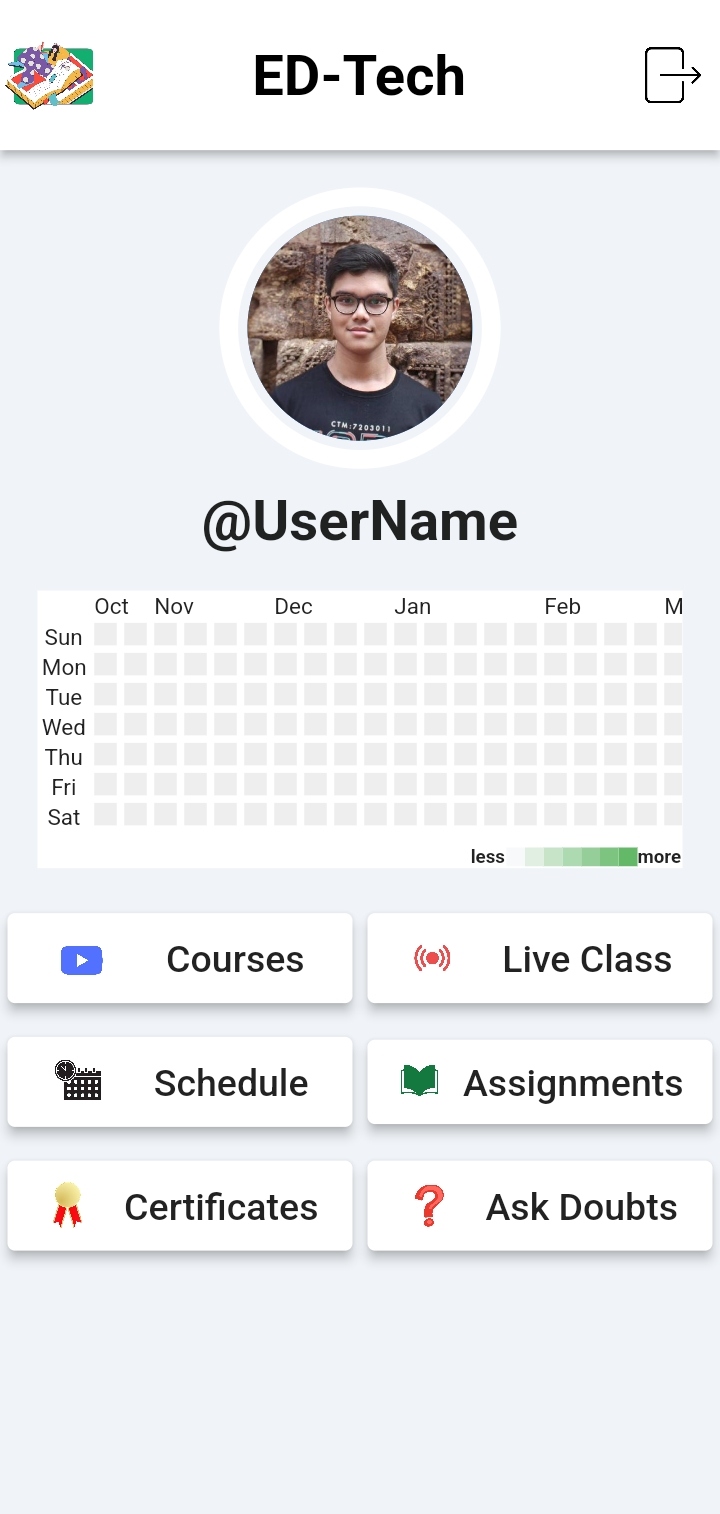 ED-Tech
CTM:7203011
@UserName
Oct Nov Dec Jan Feb M
Sun
Mon
Tue
Wed
Thu
Fri
Sat
less more
Courses
Live Class
Schedule
Assignments
Certificates
Ask Doubts